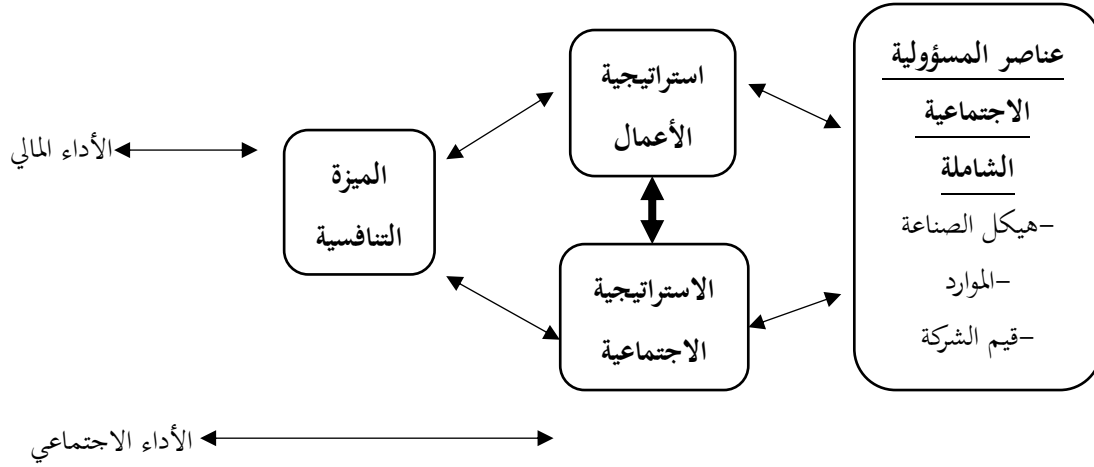 عناصر المسؤولية
الاجتماعية
الشاملة
-هيكل الصناعة
-الموارد
-قيم الشركة
استراتيجية
الأعمال
الاستراتيجية
الاجتماعية
الميزة
التنافسية
الأداء المالي
الأداء الاجتماعي